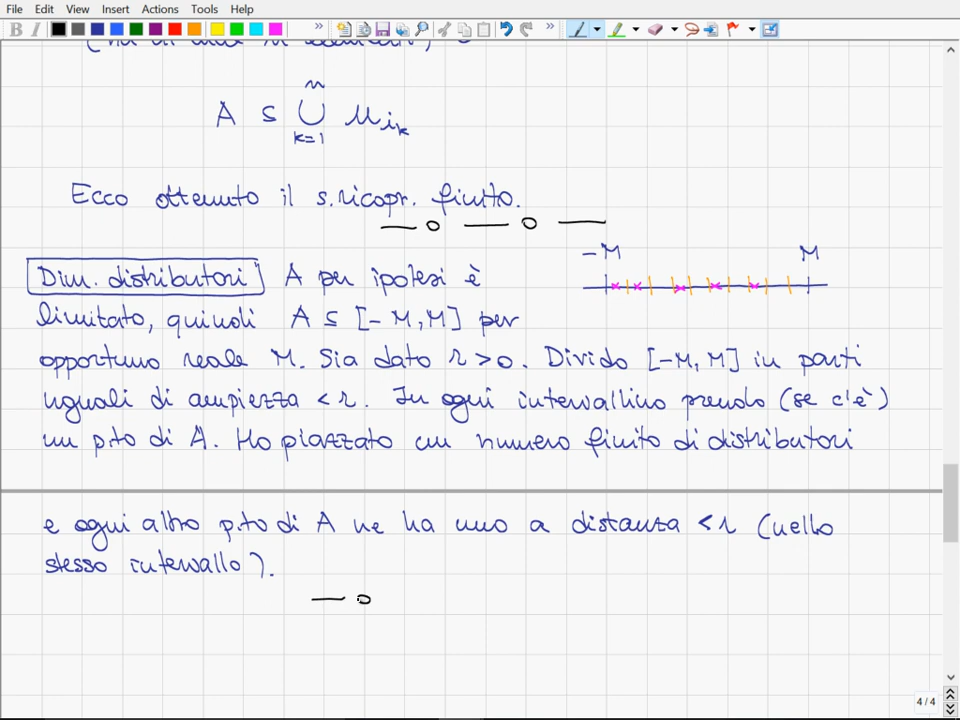 File Edit View Insert Actions Tools Help
B I
A ⊆ ⋃_{k=1}^{n} U_{i_k}
Ecco ottenuto il s.ricopr. finito.
— o — o —
-M M
Dim. distributori A per ipotesi è
limitato, quindi A ⊆ [-M, M] per
opportuno reale M. Sia dato r > 0. Divido [-M, M] in parti
uguali di ampiezza < r. In ogni intervallino prendo (se c'è)
un p.to di A. Ho piazzato un numero finito di distributori
e ogni altro p.to di A ne ha uno a distanza < r (nello
stesso intervallo).
— o
4 / 4